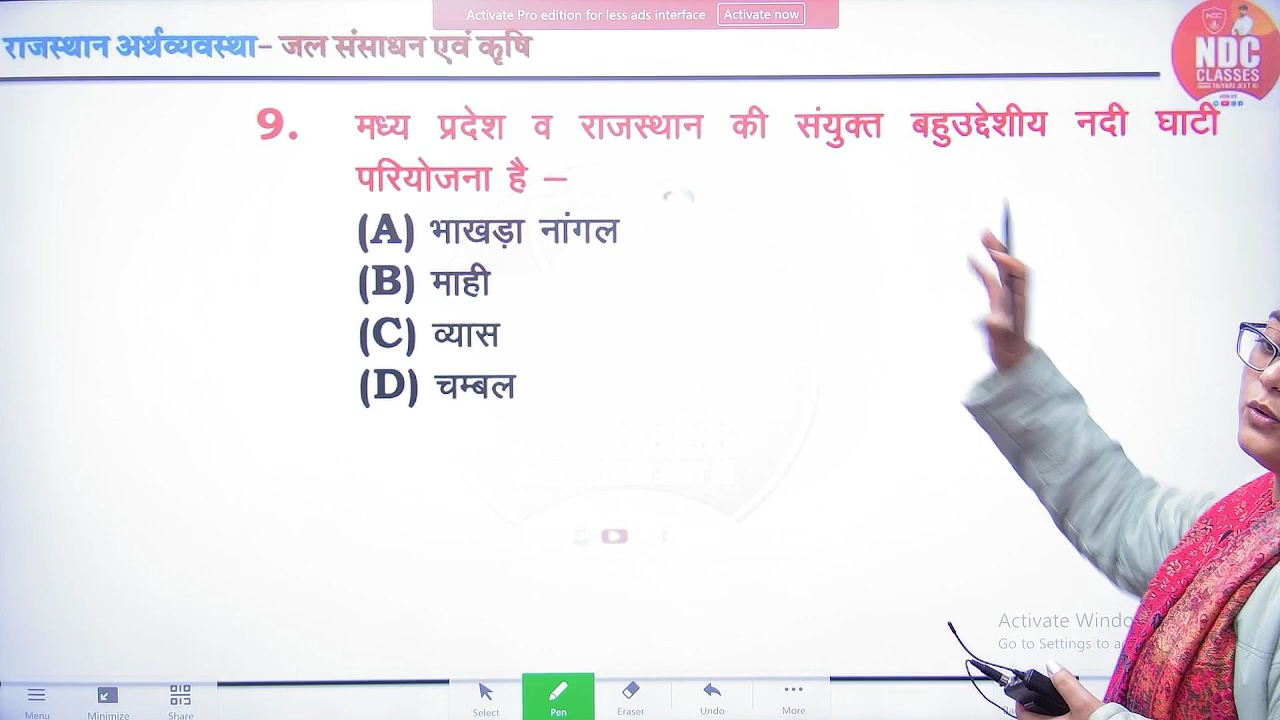 Activate Pro edition for less ads interface Activate now
राजस्थान अर्थव्यवस्था– जल संसाधन एवं कृषि
NDC
CLASSES
9. मध्य प्रदेश व राजस्थान की संयुक्त बहुउद्देशीय नदी घाटी
परियोजना है –
(A) भाखड़ा नांगल
(B) माही
(C) व्यास
(D) चम्बल
Activate Windo
Go to Settings to a
Menu Minimize Share Select Pen Eraser Undo More